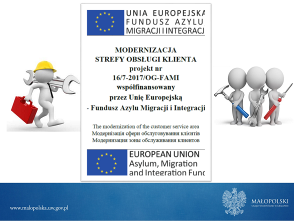 UNIA EUROPEJSKA
FUNDUSZ AZYLU
MIGRACJI I INTEGRACJI
MODERNIZACJA
STREFY OBSŁUGI KLIENTA
projekt nr
16/7-2017/OG-FAMI
współfinansowany
przez Unię Europejską
- Fundusz Azylu Migracji i Integracji
The modernization of the customer service area
Модернізація сфери обслуговування клієнтів
Модернизация зоны обслуживания клиентов
EUROPEAN UNION
Asylum, Migration
and Integration Fund
www.malopolska.uw.gov.pl
MAŁOPOLSKI